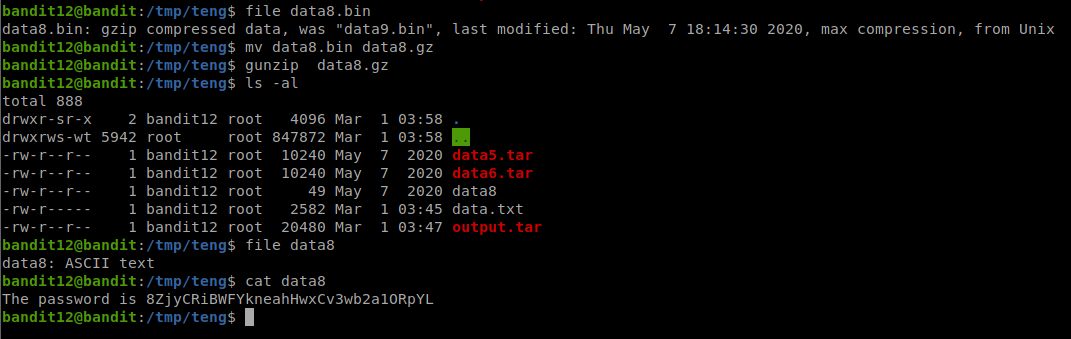 bandit12@bandit:/tmp/teng$ file data8.bin
data8.bin: gzip compressed data, was "data9.bin", last modified: Thu May  7 18:14:30 2020, max compression, from Unix
bandit12@bandit:/tmp/teng$ mv data8.bin data8.gz
bandit12@bandit:/tmp/teng$ gunzip  data8.gz
bandit12@bandit:/tmp/teng$ ls -al
total 888
drwxr-sr-x    2 bandit12 root   4096 Mar  1 03:58 .
drwxrws-wt 5942 root     root 847872 Mar  1 03:58 ..
-rw-r--r--    1 bandit12 root  10240 May  7  2020 data5.tar
-rw-r--r--    1 bandit12 root  10240 May  7  2020 data6.tar
-rw-r--r--    1 bandit12 root     49 May  7  2020 data8
-rw-r-----    1 bandit12 root   2582 Mar  1 03:45 data.txt
-rw-r--r--    1 bandit12 root  20480 Mar  1 03:47 output.tar
bandit12@bandit:/tmp/teng$ file data8
data8: ASCII text
bandit12@bandit:/tmp/teng$ cat data8
The password is 8ZjyCRiBWFYkneahHwxCv3wb2a1ORpYL
bandit12@bandit:/tmp/teng$